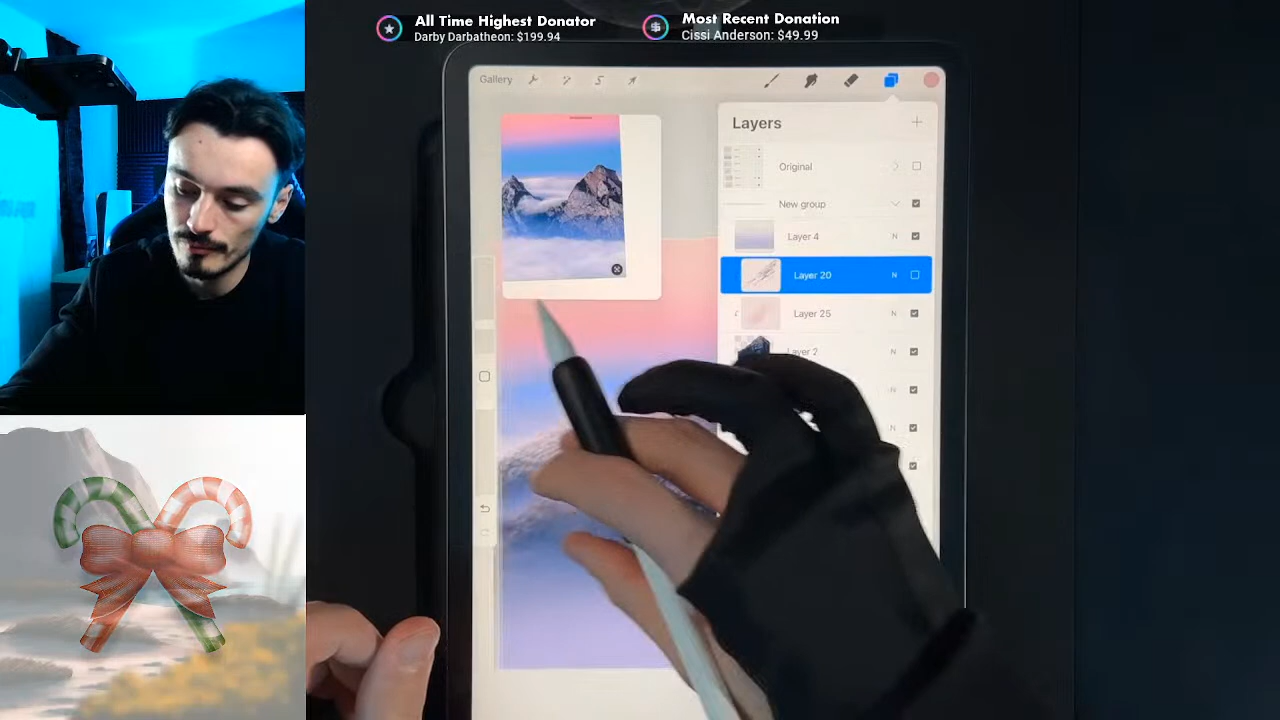 All Time Highest Donator
Darby Darbatheon: $199.94
Most Recent Donation
Cissi Anderson: $49.99
Gallery
Layers
Original
New group
Layer 4
N
Layer 20
N
Layer 25
N
Layer 2
N
N
N